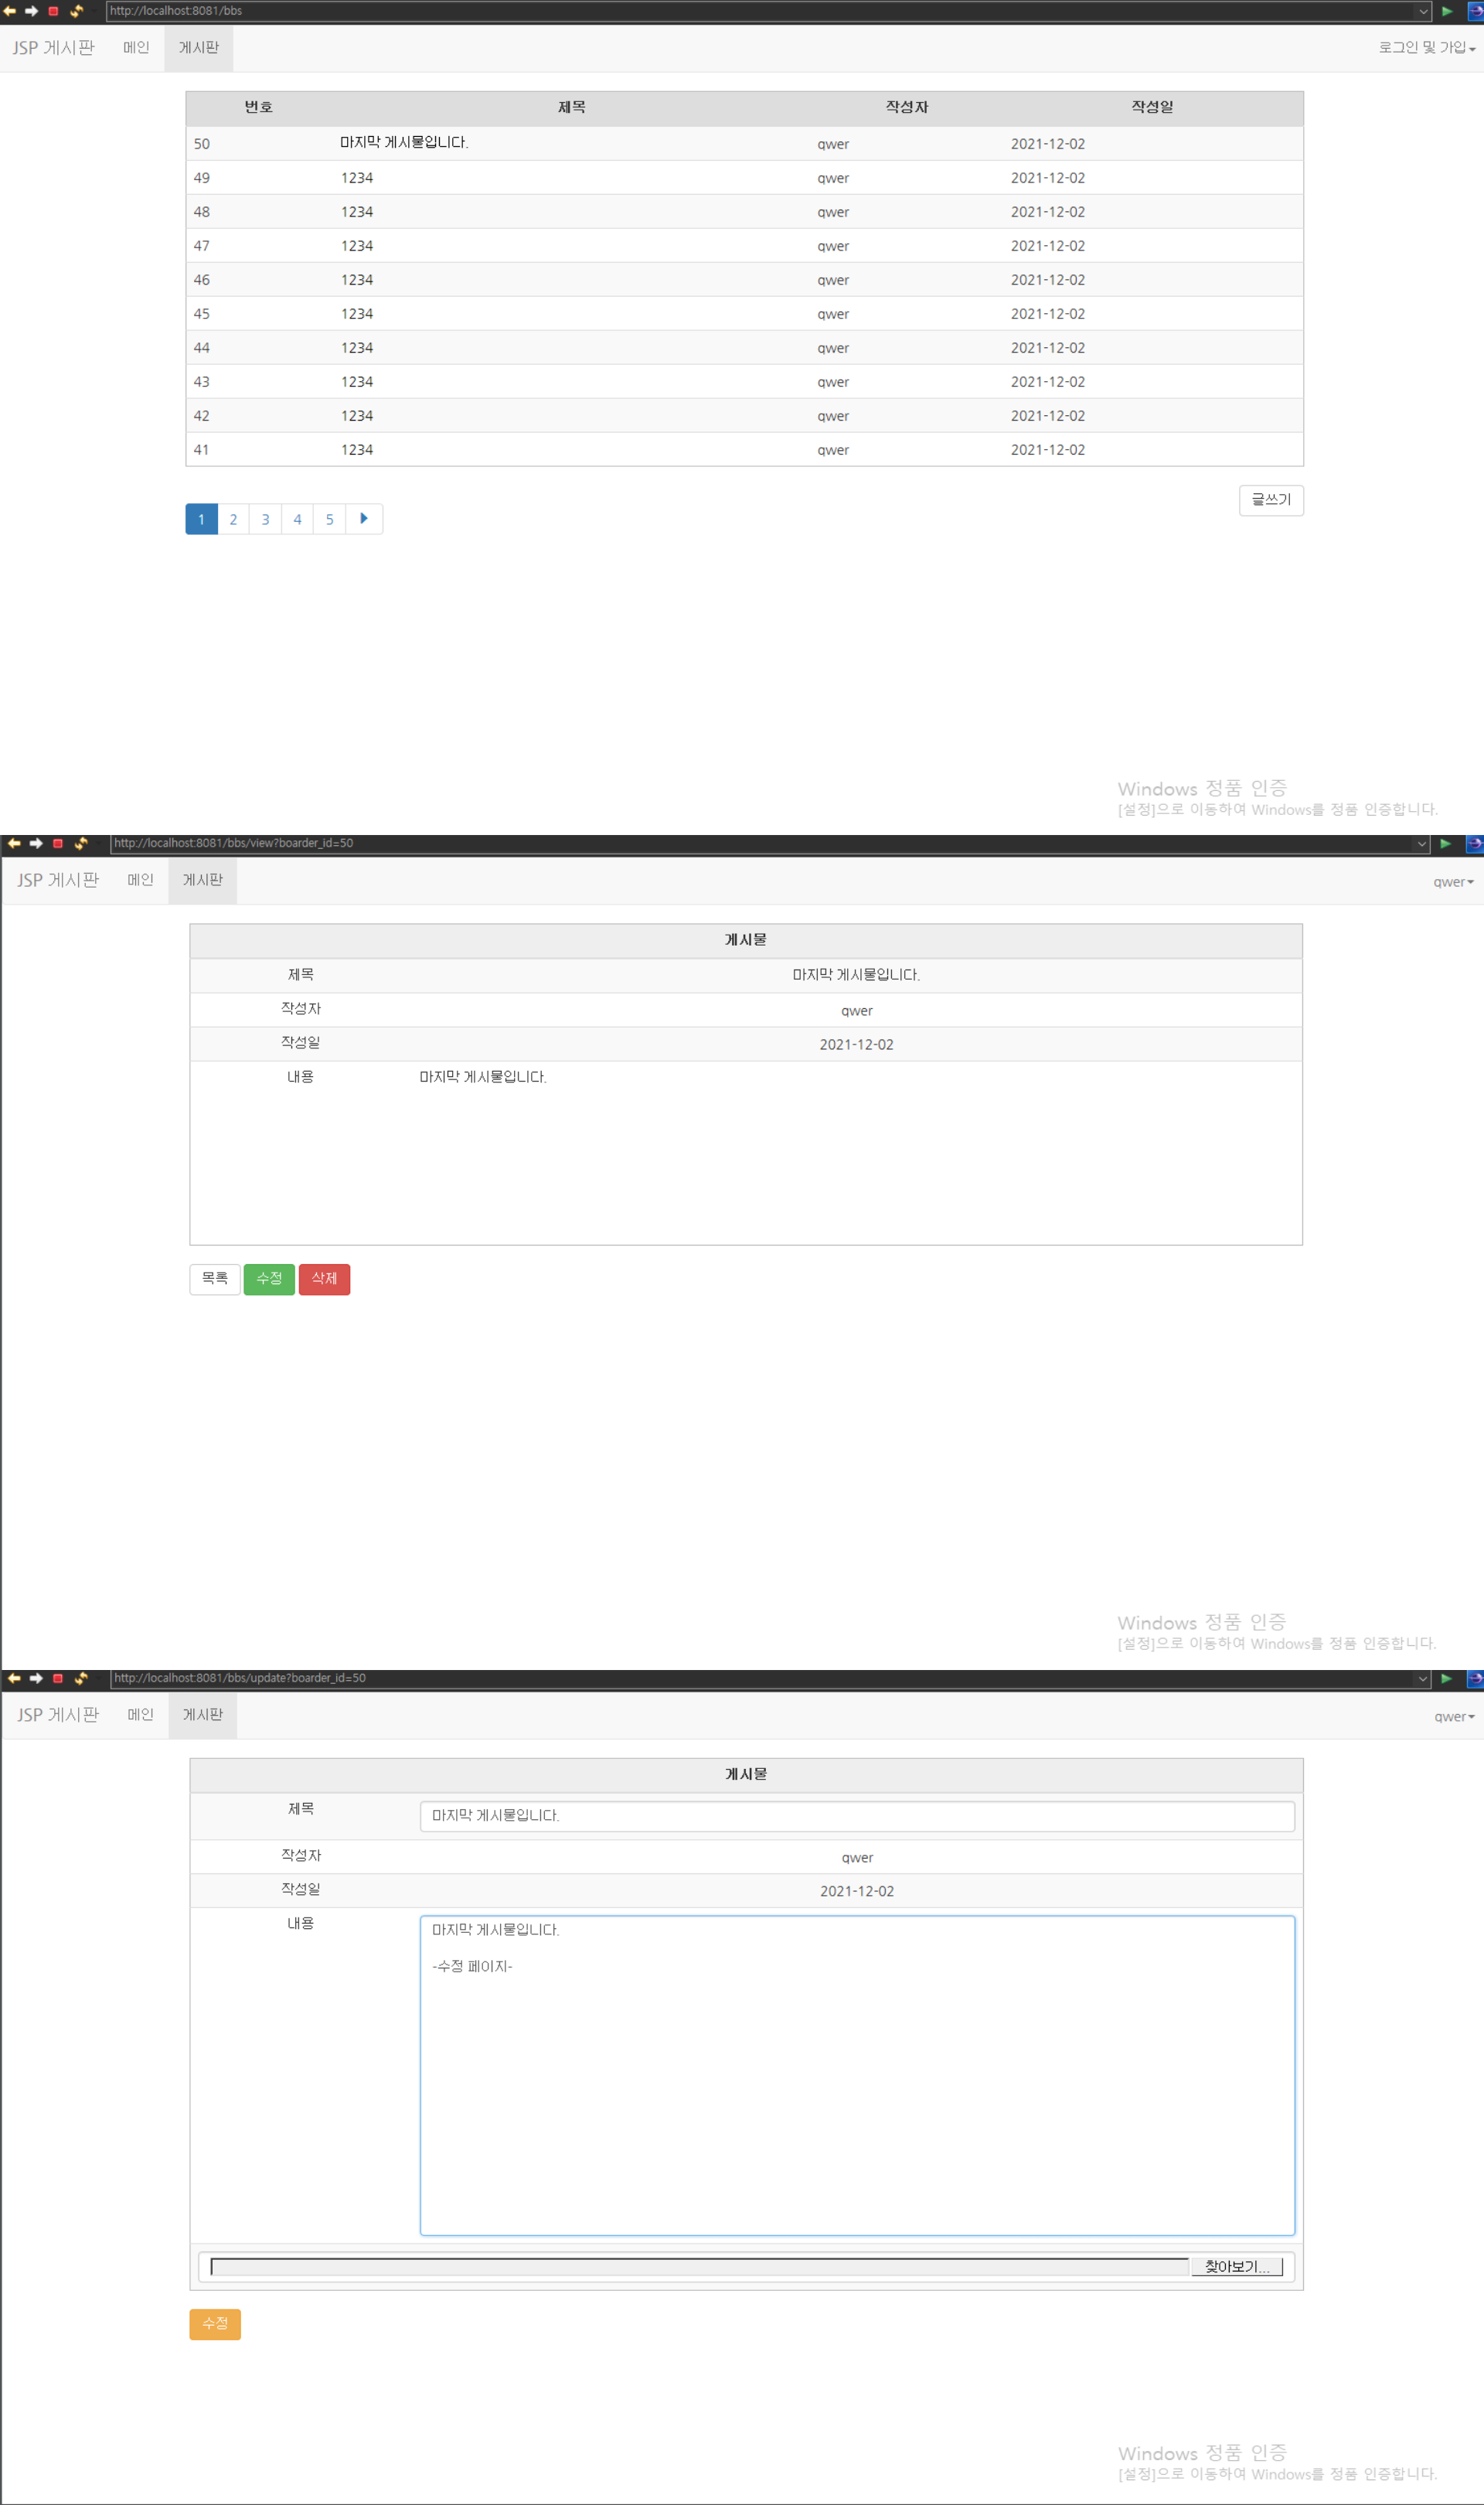 http://localhost:8081/bbs
JSP 게시판 메인 게시판 로그인 및 가입
번호 제목 작성자 작성일
50 마지막 게시물입니다. qwer 2021-12-02
49 1234 qwer 2021-12-02
48 1234 qwer 2021-12-02
47 1234 qwer 2021-12-02
46 1234 qwer 2021-12-02
45 1234 qwer 2021-12-02
44 1234 qwer 2021-12-02
43 1234 qwer 2021-12-02
42 1234 qwer 2021-12-02
41 1234 qwer 2021-12-02
글쓰기
1 2 3 4 5
Windows 정품 인증
[설정]으로 이동하여 Windows를 정품 인증합니다.
http://localhost:8081/bbs/view?boarder_id=50
JSP 게시판 메인 게시판 qwer
게시물
제목 마지막 게시물입니다.
작성자 qwer
작성일 2021-12-02
내용 마지막 게시물입니다.
목록 수정 삭제
Windows 정품 인증
[설정]으로 이동하여 Windows를 정품 인증합니다.
http://localhost:8081/bbs/update?boarder_id=50
JSP 게시판 메인 게시판 qwer
게시물
제목 마지막 게시물입니다.
작성자 qwer
작성일 2021-12-02
내용 마지막 게시물입니다.
-수정 페이지-
찾아보기...
수정
Windows 정품 인증
[설정]으로 이동하여 Windows를 정품 인증합니다.